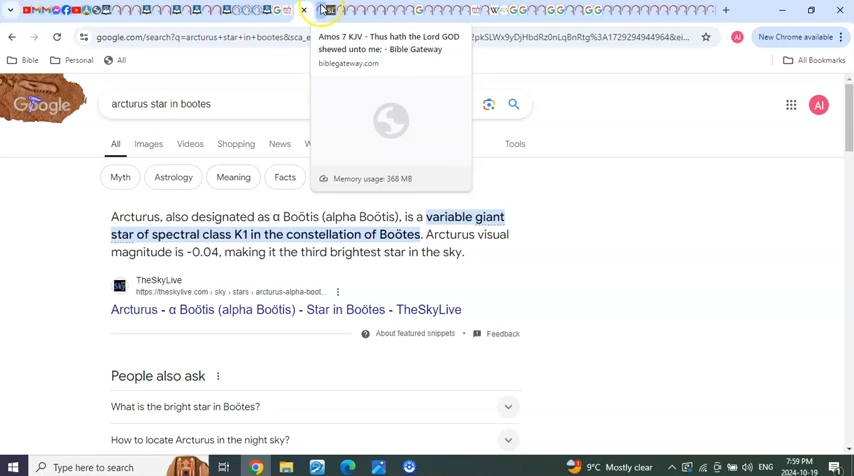 google.com/search?q=arcturus+star+in+bootes&sca_e
2pkSLWx9yDjHbdRz0nLqBnRtg%3A1729294944964&ei...
AI
New Chrome available
Bible
Personal
All
All Bookmarks
Amos 7 KJV - Thus hath the Lord GOD
shewed unto me; - Bible Gateway
biblegateway.com
Memory usage: 368 MB
Google
arcturus star in bootes
AI
All
Images
Videos
Shopping
News
Tools
Myth
Astrology
Meaning
Facts
Arcturus, also designated as α Boötis (alpha Boötis), is a variable giant
star of spectral class K1 in the constellation of Boötes. Arcturus visual
magnitude is -0.04, making it the third brightest star in the sky.
TheSkyLive
https://theskylive.com › sky › stars › arcturus-alpha-boot...
Arcturus - α Boötis (alpha Boötis) - Star in Boötes - TheSkyLive
About featured snippets
Feedback
People also ask
What is the bright star in Boötes?
How to locate Arcturus in the night sky?
Type here to search
9°C Mostly clear
ENG
7:59 PM
2024-10-19